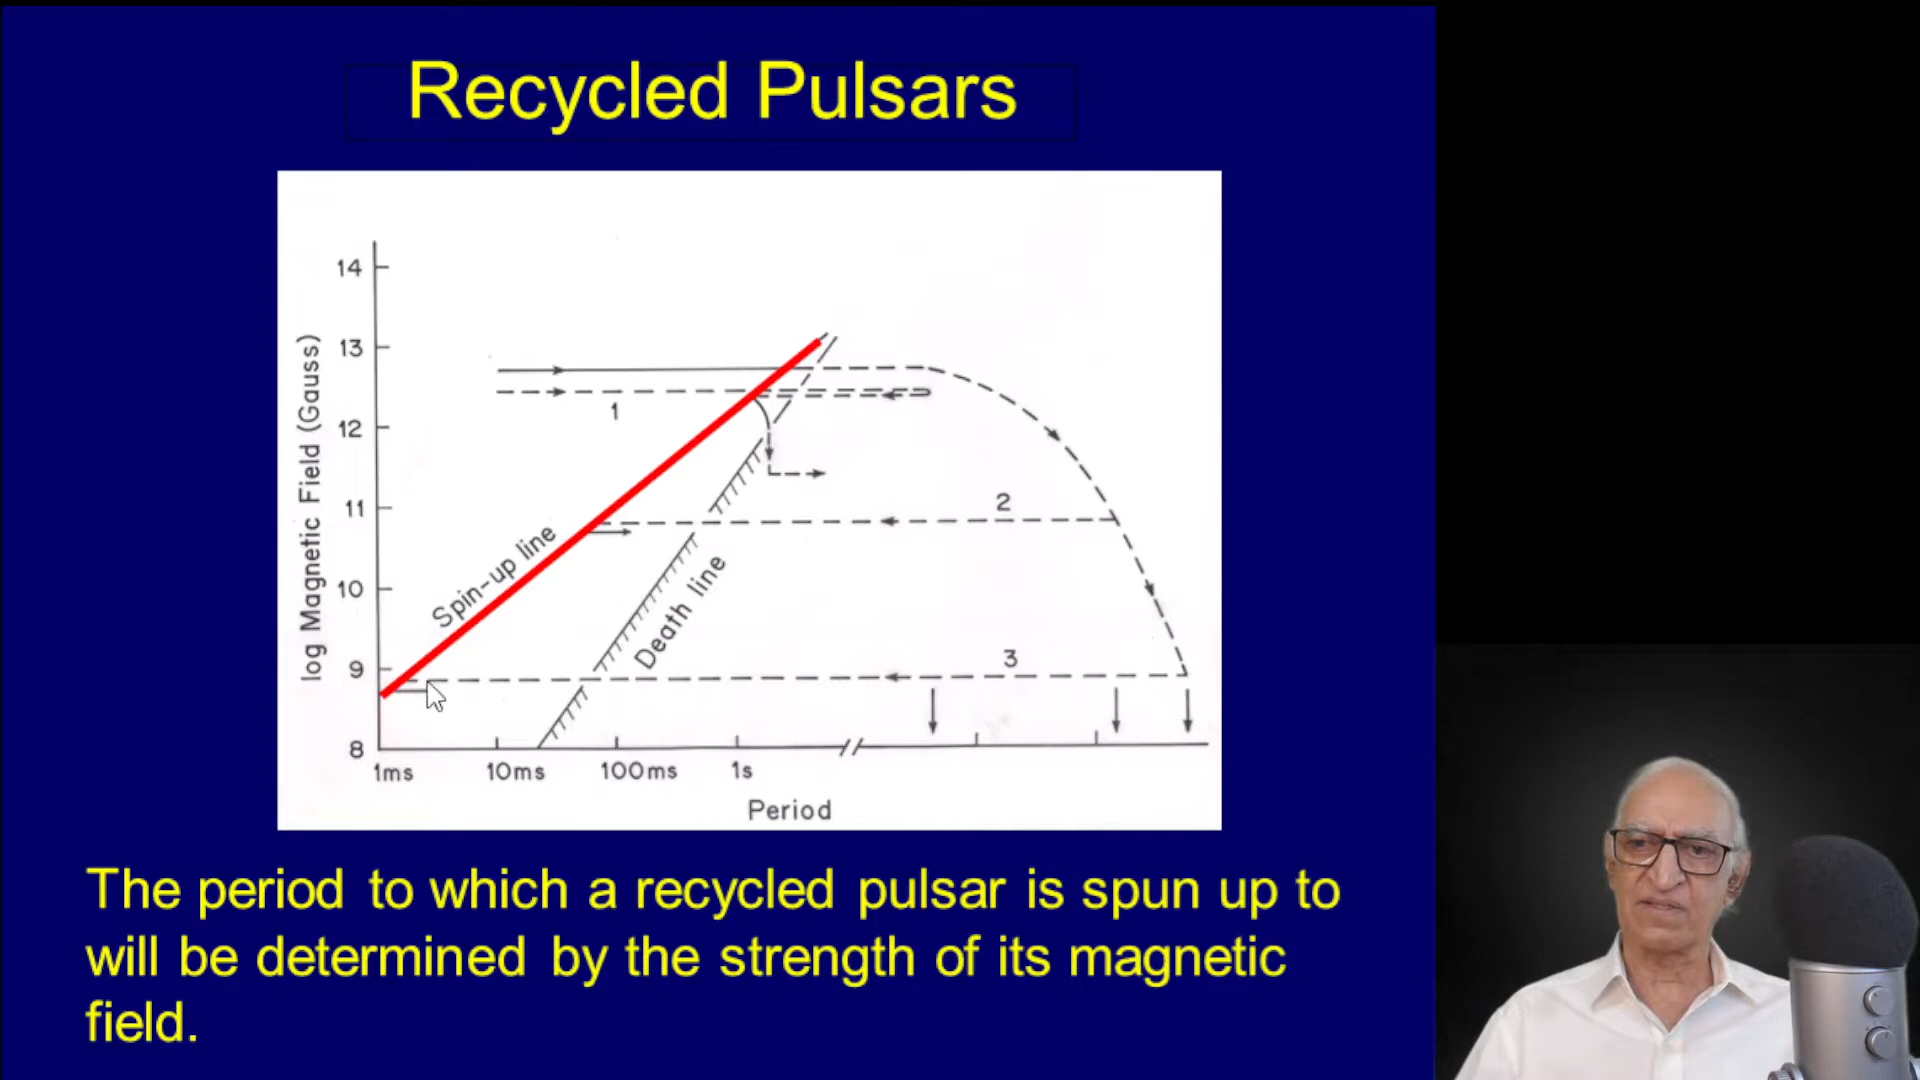 Recycled Pulsars
14
13
12
11
10
9
8
log Magnetic Field (Gauss)
1
2
3
Spin-up line
Death line
1ms 10ms 100ms 1s
Period
The period to which a recycled pulsar is spun up to
will be determined by the strength of its magnetic
field.